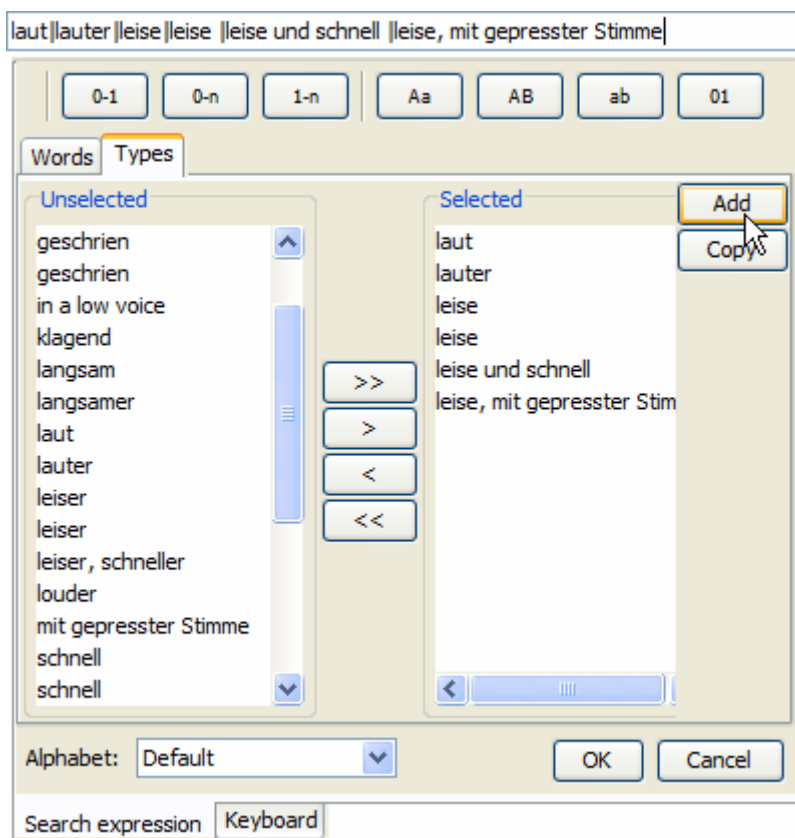 laut|lauter|leise|leise |leise und schnell |leise, mit gepresster Stimme
0-1 0-n 1-n Aa AB ab 01
Words Types
Unselected
geschrien
geschrien
in a low voice
klagend
langsam
langsamer
laut
lauter
leiser
leiser
leiser, schneller
louder
mit gepresster Stimme
schnell
schnell
>>
>
<
<<
Selected
laut
lauter
leise
leise
leise und schnell
leise, mit gepresster Stim
Add
Copy
Alphabet: Default OK Cancel
Search expression Keyboard